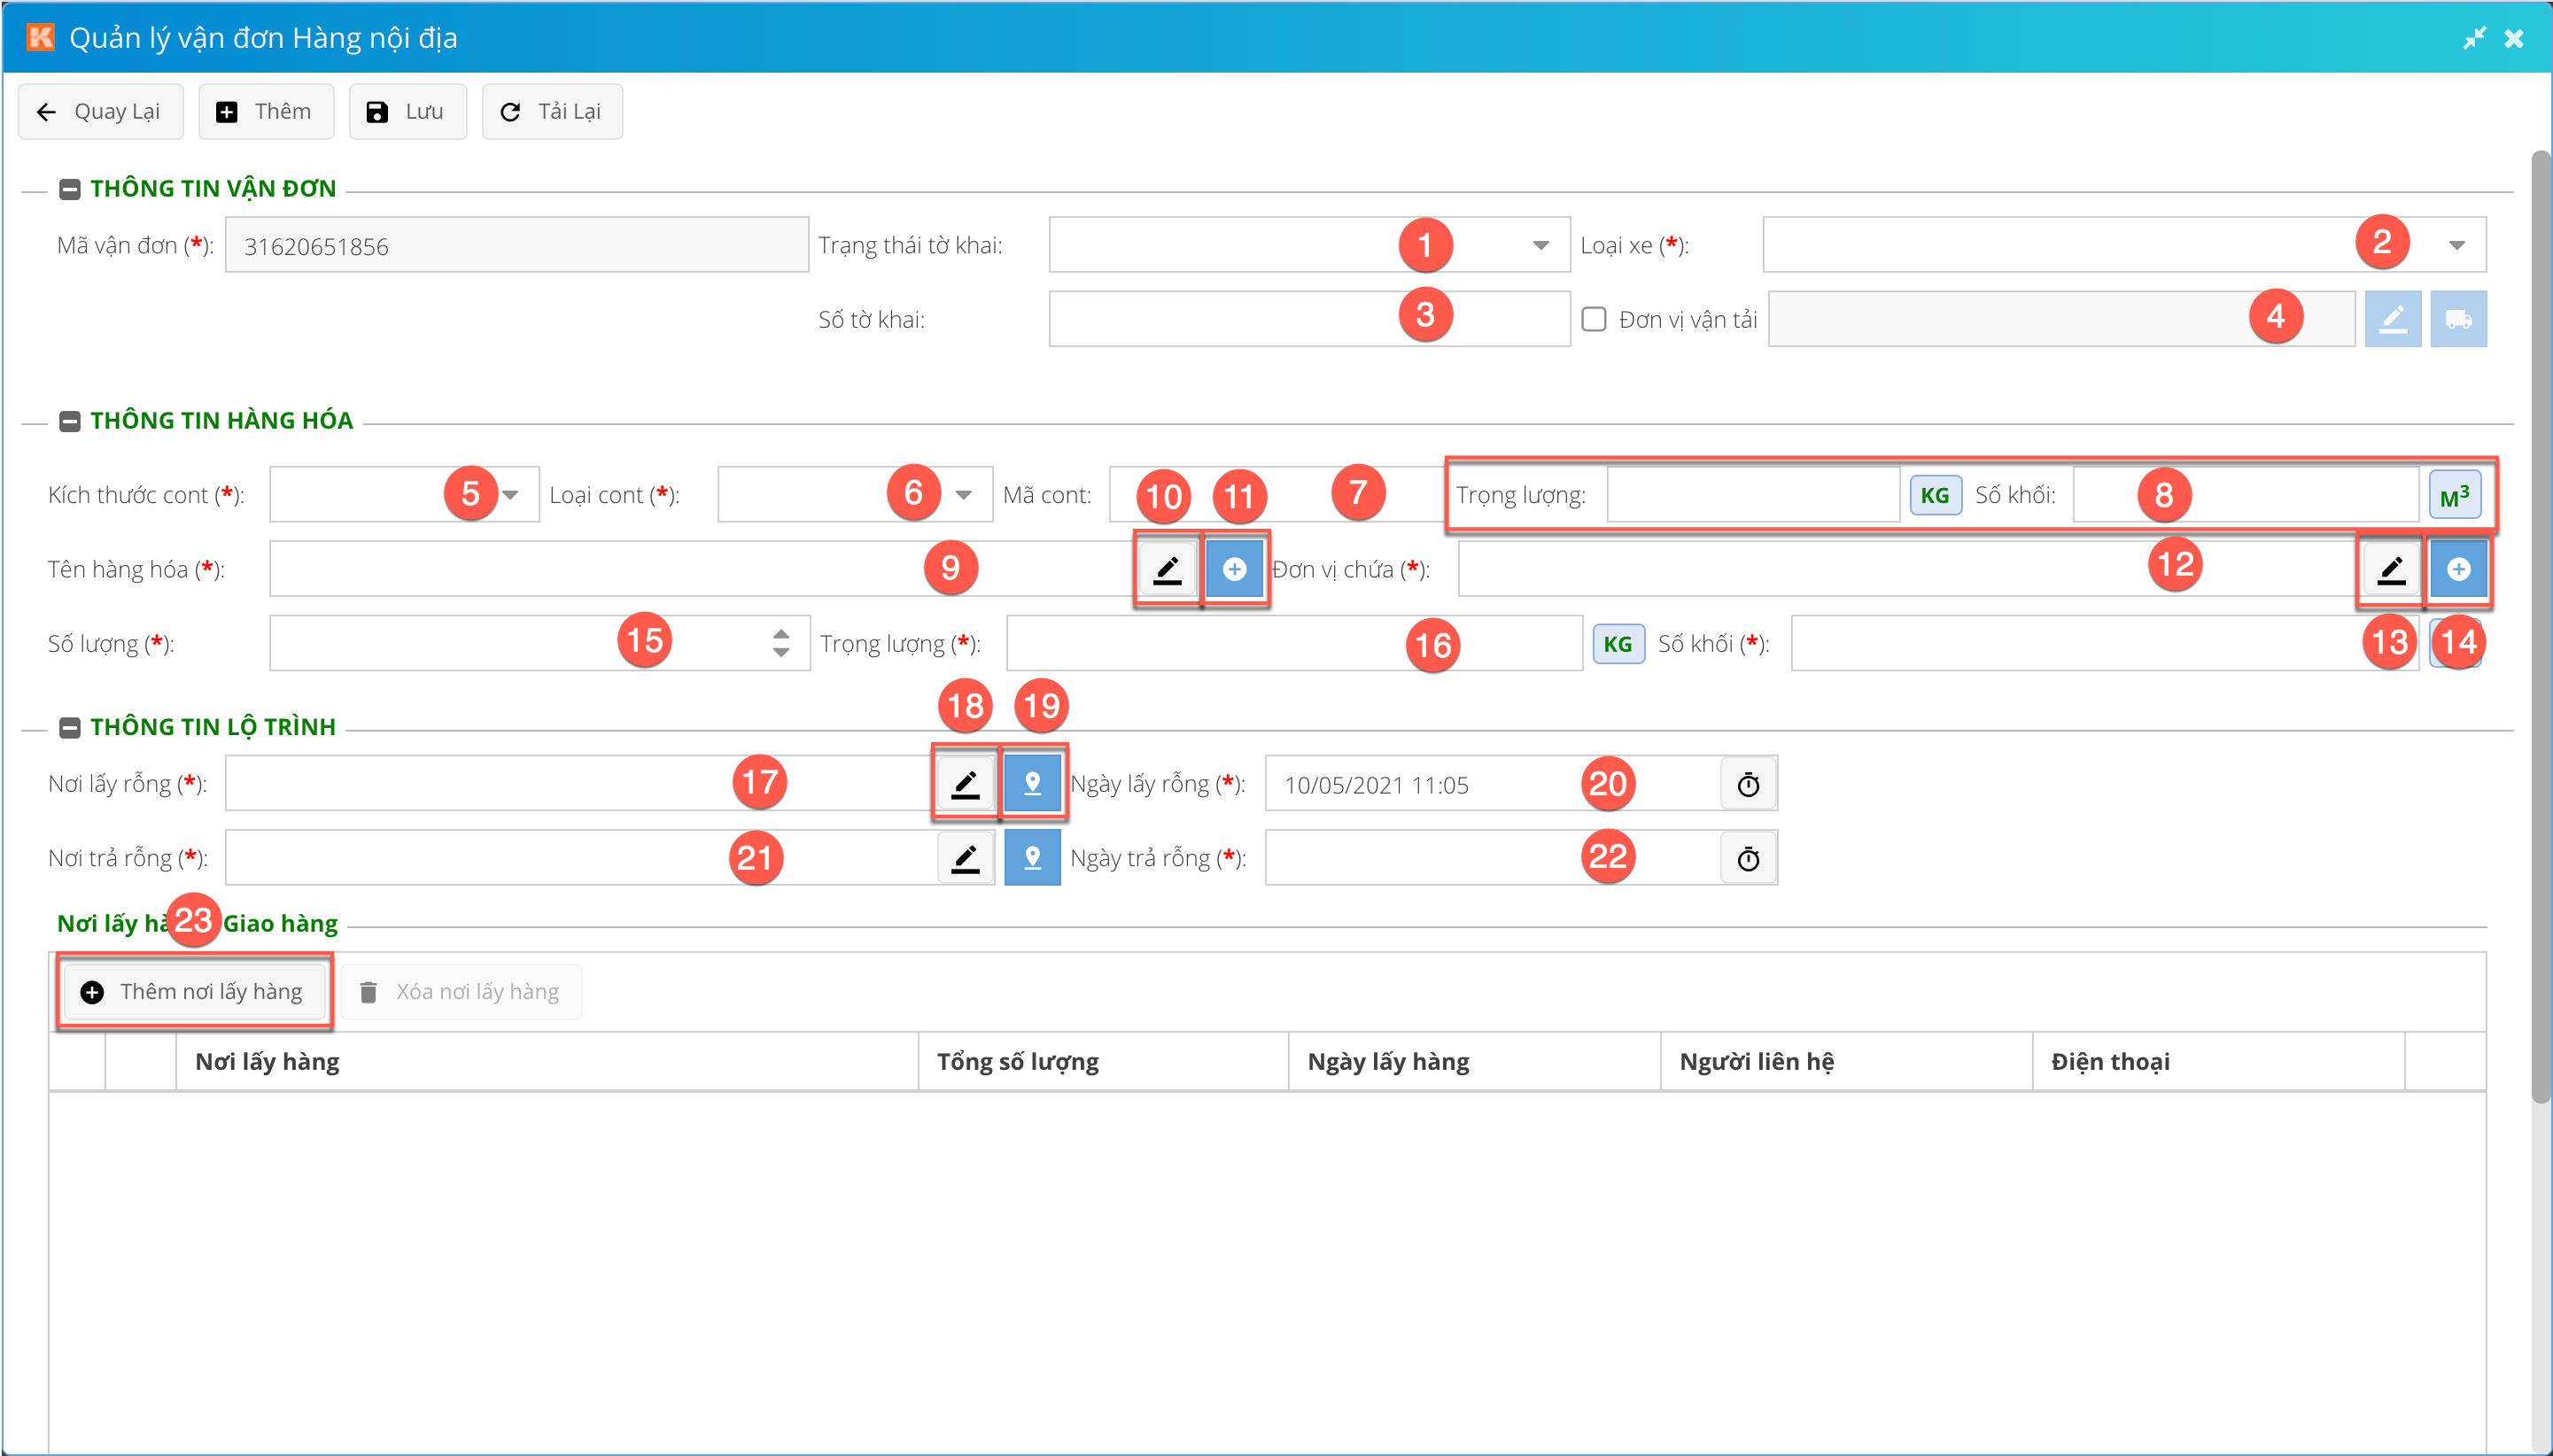 Quản lý vận đơn Hàng nội địa
Quay Lại Thêm Lưu Tải Lại
THÔNG TIN VẬN ĐƠN
Mã vận đơn (*): 31620651856 Trạng thái tờ khai: 1 Loại xe (*): 2
Số tờ khai: 3 Đơn vị vận tải 4
THÔNG TIN HÀNG HÓA
Kích thước cont (*): 5 Loại cont (*): 6 Mã cont: 10 11 7 Trọng lượng: KG Số khối: 8 M³
Tên hàng hóa (*): 9 Đơn vị chứa (*): 12
Số lượng (*): 15 Trọng lượng (*): 16 KG Số khối (*): 13 14
18 19
THÔNG TIN LỘ TRÌNH
Nơi lấy rỗng (*): 17 Ngày lấy rỗng (*): 10/05/2021 11:05 20
Nơi trả rỗng (*): 21 Ngày trả rỗng (*): 22
Nơi lấy 23 Giao hàng
Thêm nơi lấy hàng Xóa nơi lấy hàng
Nơi lấy hàng Tổng số lượng Ngày lấy hàng Người liên hệ Điện thoại